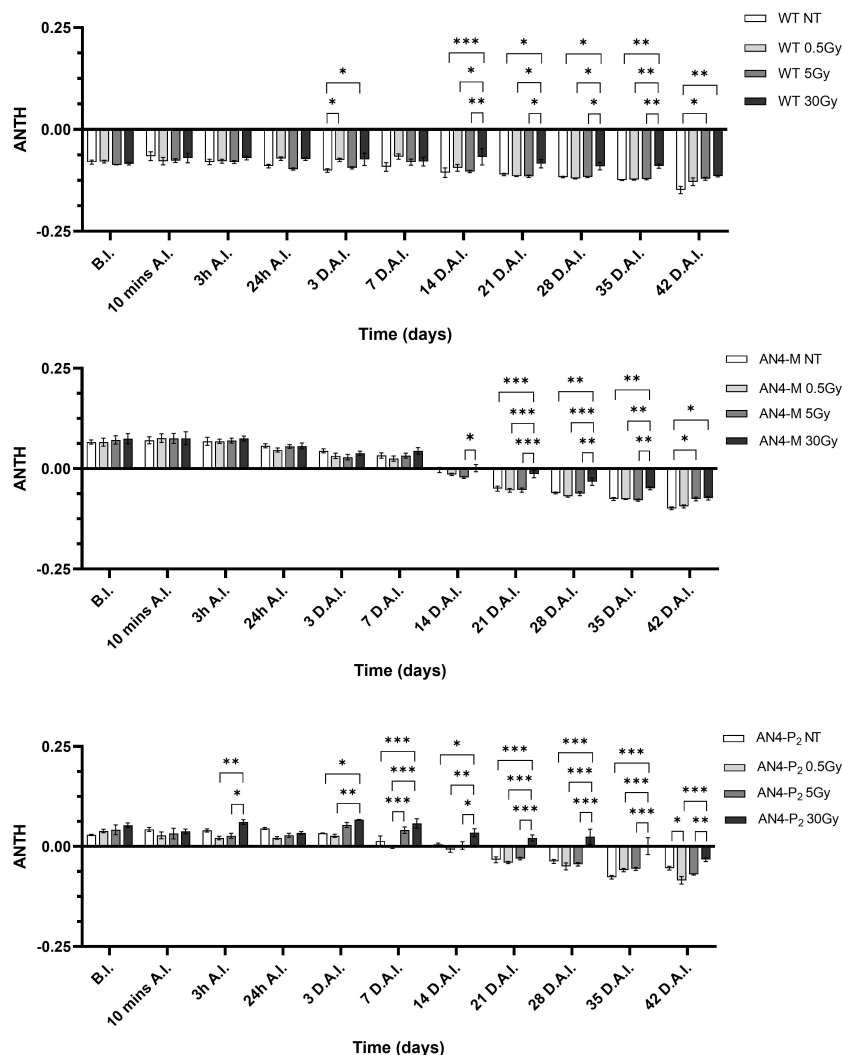 0.25
0.00
-0.25
ANTH
WT NT
WT 0.5Gy
WT 5Gy
WT 30Gy
*
*
***
*
**
*
*
*
*
*
*
**
**
**
**
*
B.I.
10 mins A.I.
3h A.I.
24h A.I.
3 D.A.I.
7 D.A.I.
14 D.A.I.
21 D.A.I.
28 D.A.I.
35 D.A.I.
42 D.A.I.
Time (days)
0.25
0.00
-0.25
ANTH
AN4-M NT
AN4-M 0.5Gy
AN4-M 5Gy
AN4-M 30Gy
*
***
***
***
**
***
**
**
**
**
*
*
B.I.
10 mins A.I.
3h A.I.
24h A.I.
3 D.A.I.
7 D.A.I.
14 D.A.I.
21 D.A.I.
28 D.A.I.
35 D.A.I.
42 D.A.I.
Time (days)
0.25
0.00
-0.25
ANTH
AN4-P2 NT
AN4-P2 0.5Gy
AN4-P2 5Gy
AN4-P2 30Gy
**
*
*
**
***
***
***
*
**
*
***
***
***
***
***
***
***
***
***
***
*
**
B.I.
10 mins A.I.
3h A.I.
24h A.I.
3 D.A.I.
7 D.A.I.
14 D.A.I.
21 D.A.I.
28 D.A.I.
35 D.A.I.
42 D.A.I.
Time (days)